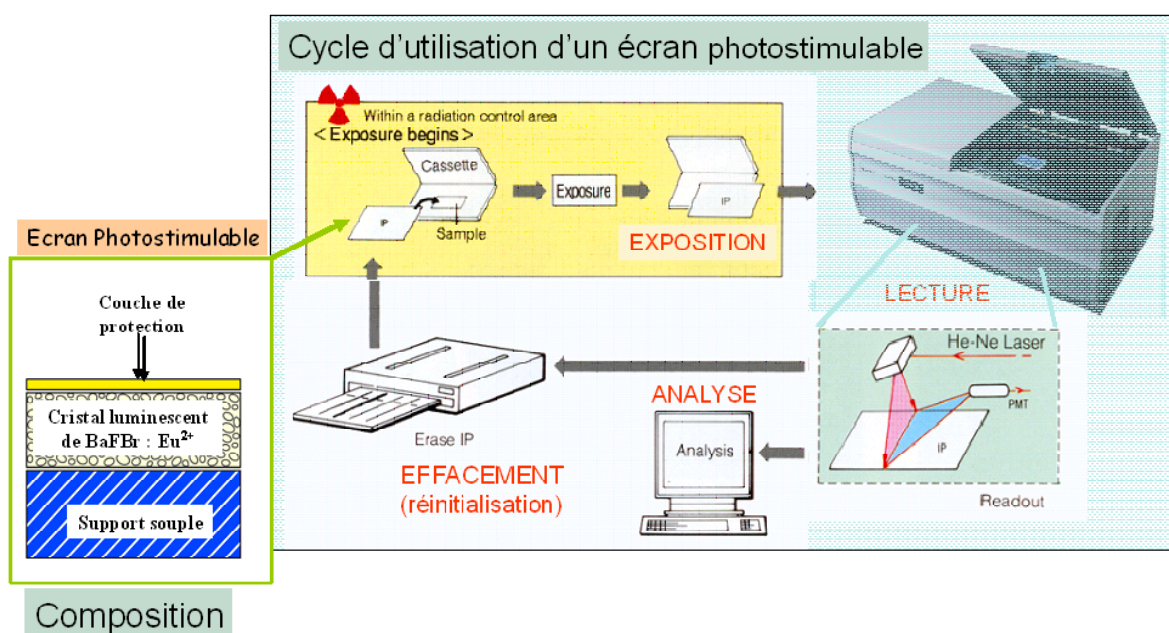 Cycle d'utilisation d'un écran photostimulable
Within a radiation control area
< Exposure begins >
Cassette
IP
Sample
Exposure
IP
EXPOSITION
Ecran Photostimulable
Couche de
protection
Cristal luminescent
de BaFBr : Eu²⁺
Support souple
Composition
LECTURE
He-Ne Laser
PMT
IP
Readout
Erase IP
EFFACEMENT
(réinitialisation)
ANALYSE
Analysis